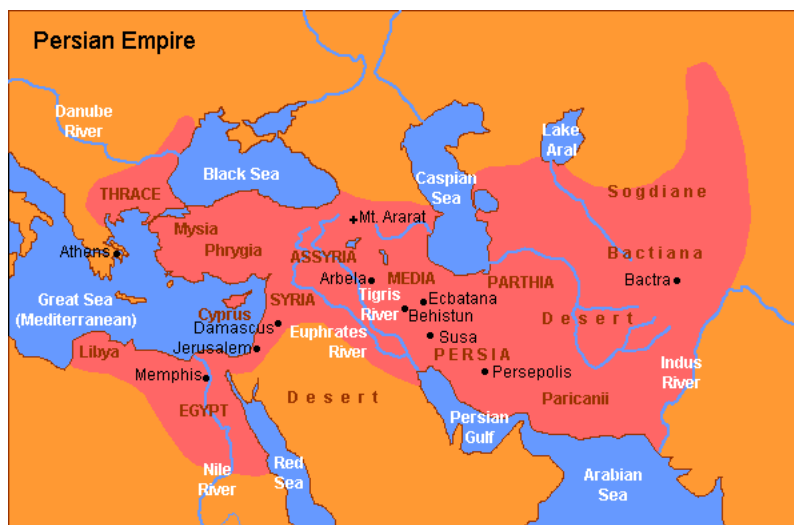 Persian Empire
Danube
River
Black Sea
Caspian
Sea
Lake
Aral
THRACE
Sogdiane
Mysia
Mt. Ararat
Phrygia
Athens
ASSYRIA
Bactiana
Arbela
MEDIA
PARTHIA
Bactra
Great Sea
(Mediterranean)
Cyprus
SYRIA
Tigris
River
Ecbatana
Behistun
Desert
Damascus
Euphrates
River
Susa
Jerusalem
Libya
PERSIA
Memphis
Persepolis
Indus
River
EGYPT
Desert
Paricanii
Persian
Gulf
Nile
River
Red
Sea
Arabian
Sea